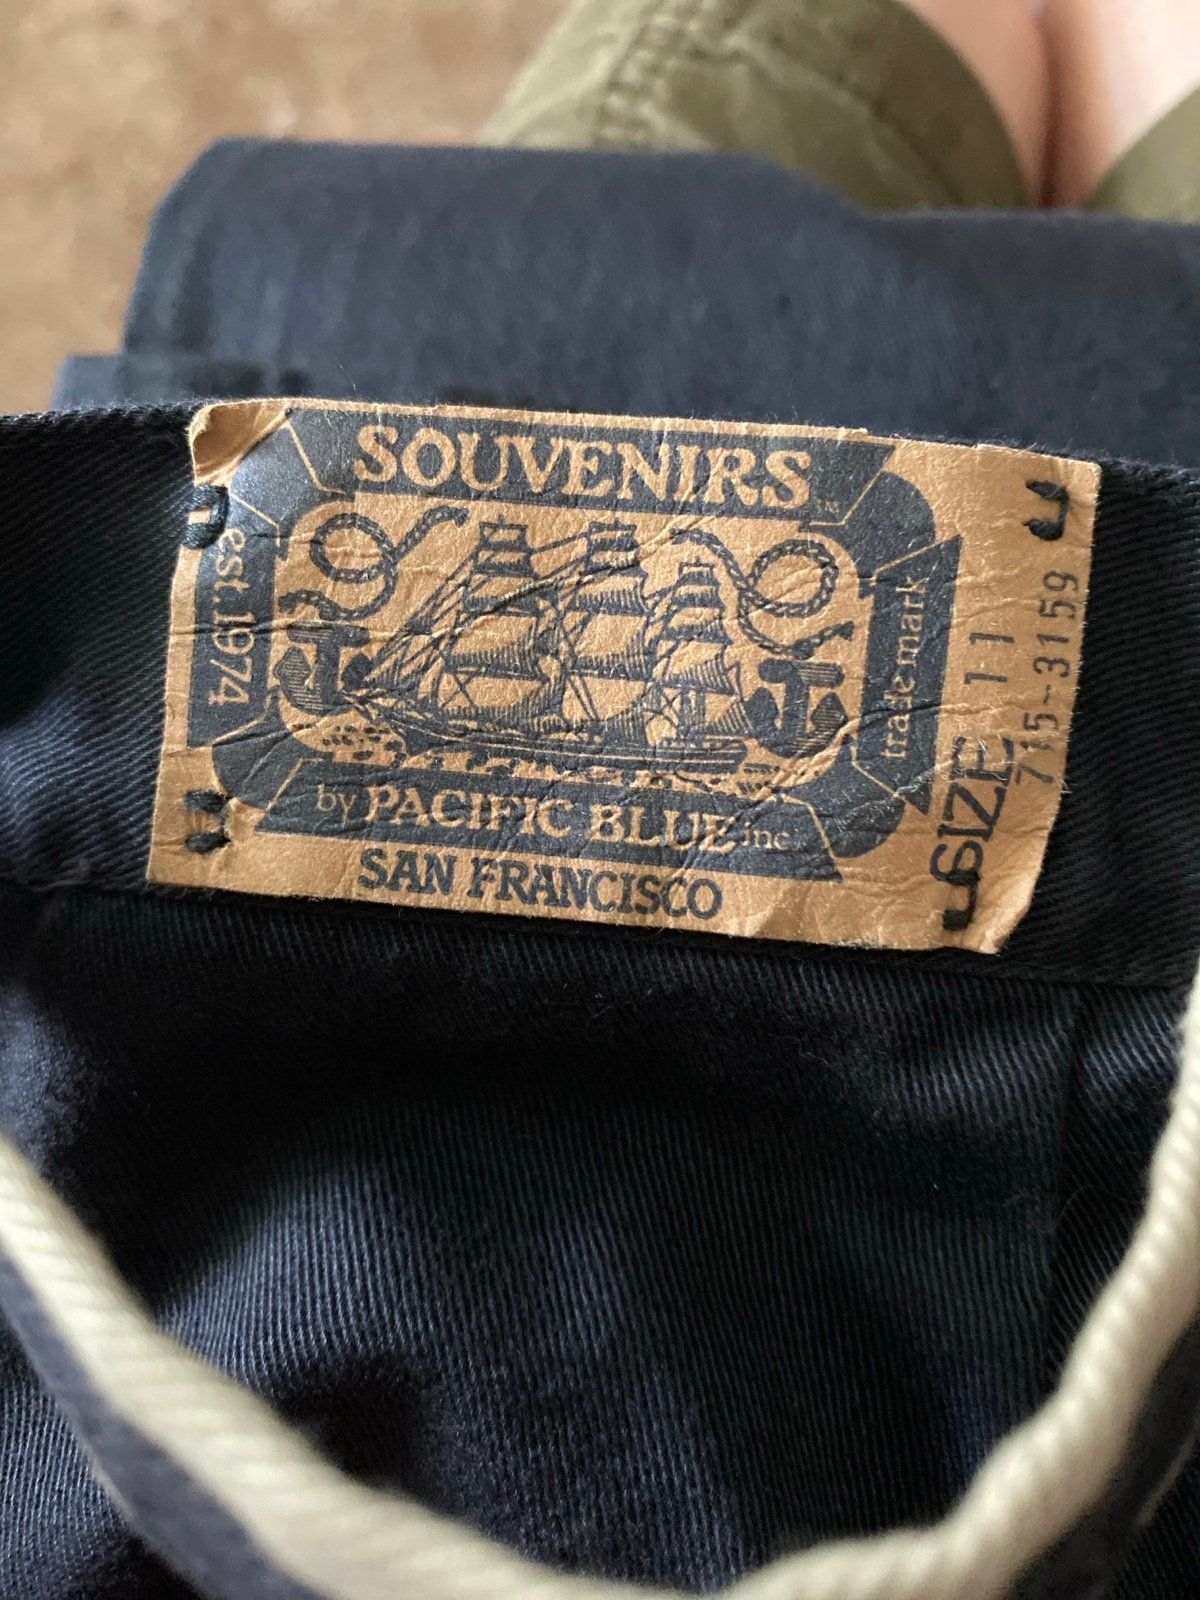 SOUVENIRS
TM
est. 1974
trade mark
by PACIFIC BLUE inc.
SAN FRANCISCO
SIZE 11
715-3159